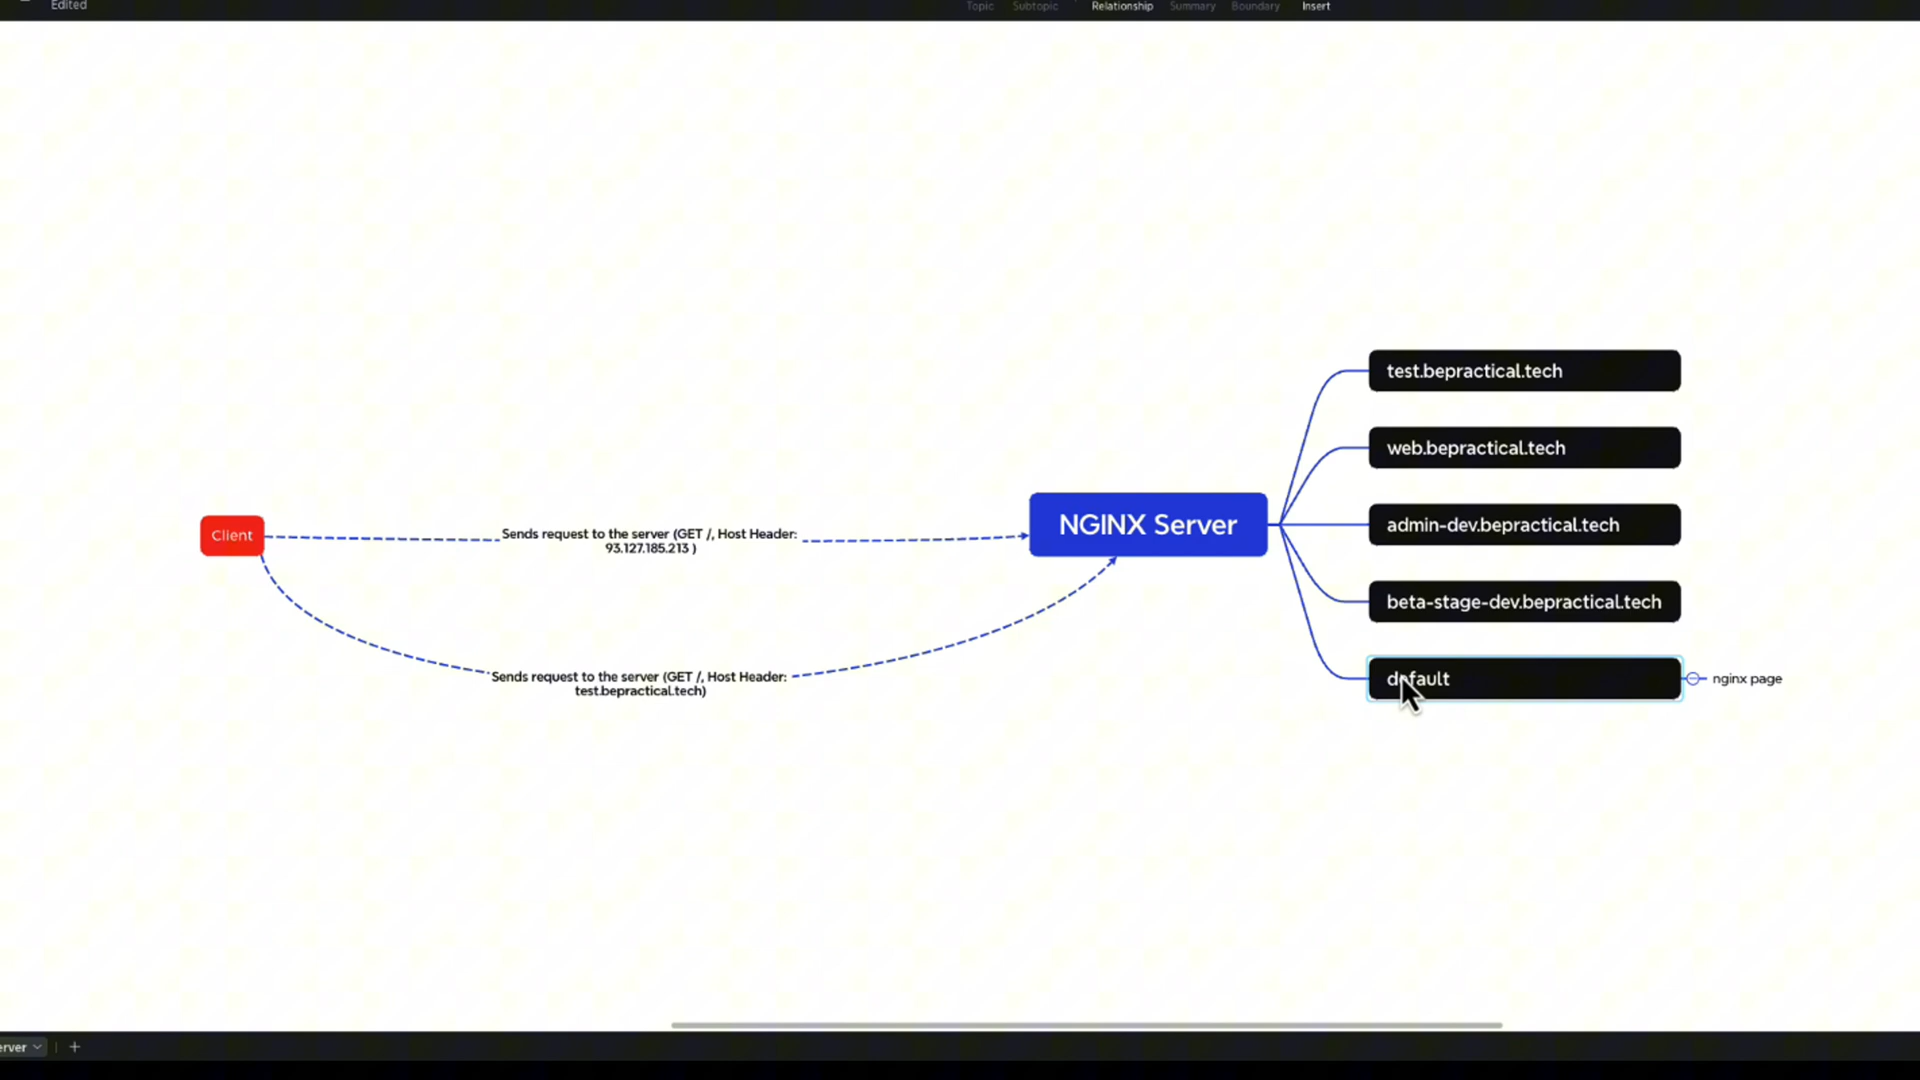 Edited
Topic
Subtopic
Relationship
Summary
Boundary
Insert
test.bepractical.tech
web.bepractical.tech
Client
Sends request to the server (GET /, Host Header:
93.127.185.213 )
NGINX Server
admin-dev.bepractical.tech
beta-stage-dev.bepractical.tech
Sends request to the server (GET /, Host Header:
test.bepractical.tech)
default
nginx page
erver